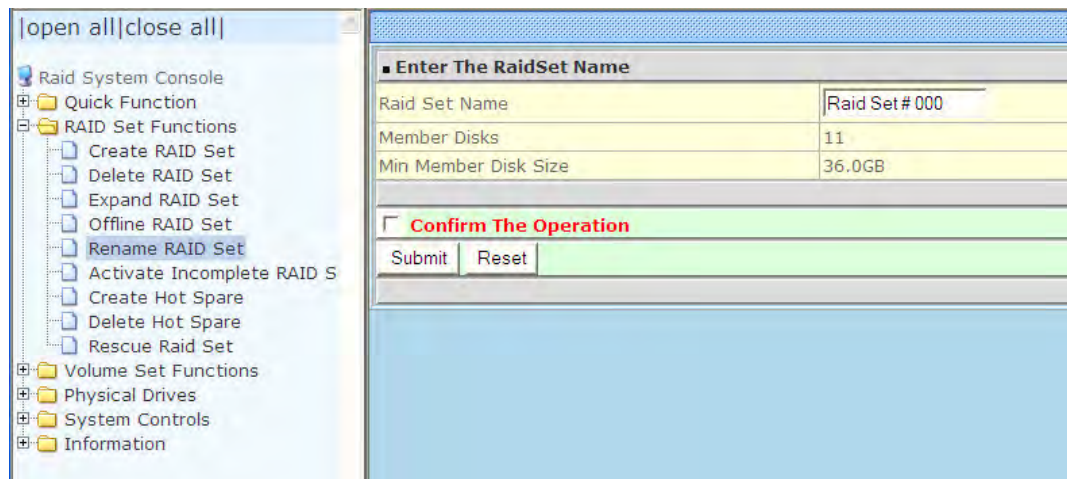 |open all|close all|
Raid System Console
Quick Function
RAID Set Functions
Create RAID Set
Delete RAID Set
Expand RAID Set
Offline RAID Set
Rename RAID Set
Activate Incomplete RAID S
Create Hot Spare
Delete Hot Spare
Rescue Raid Set
Volume Set Functions
Physical Drives
System Controls
Information
Enter The RaidSet Name
Raid Set Name Raid Set # 000
Member Disks 11
Min Member Disk Size 36.0GB
Confirm The Operation
Submit Reset